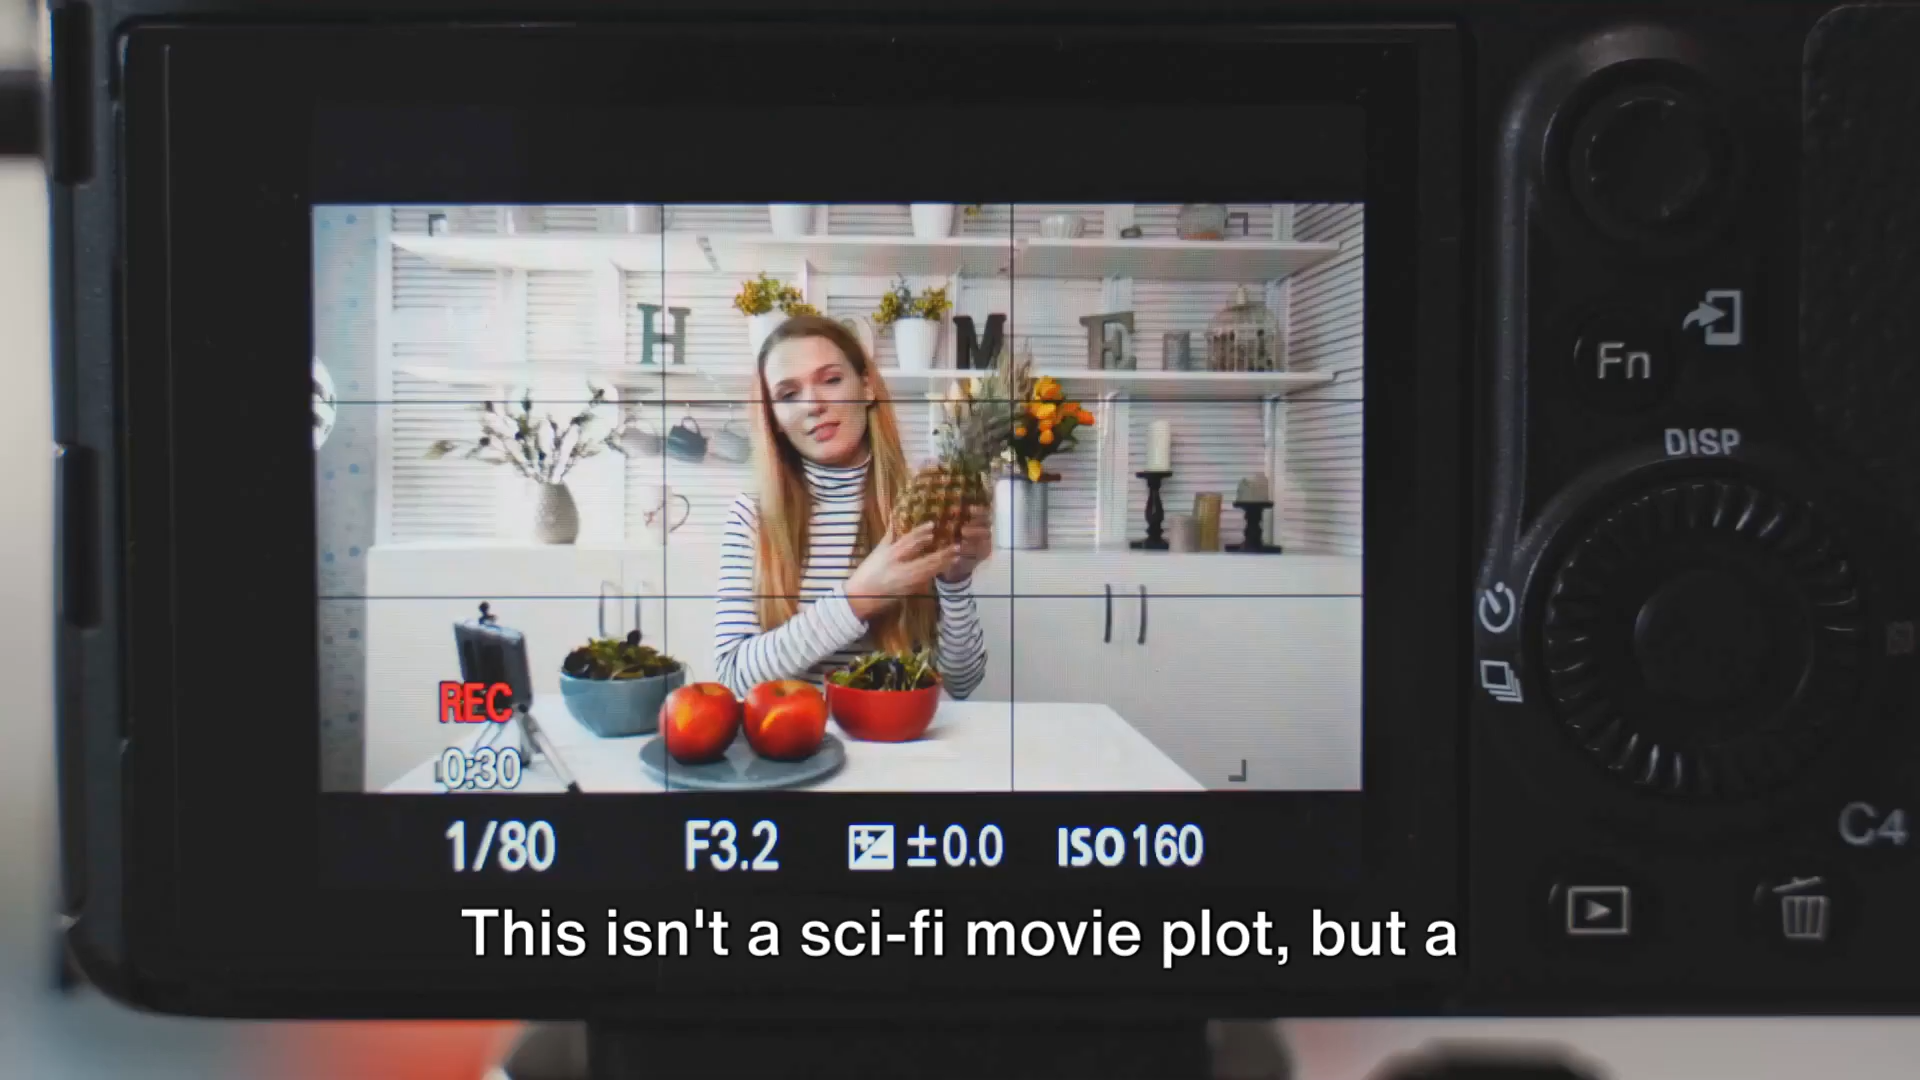 H M E
Fn
DISP
REC
0:30
1/80 F3.2 ±0.0 ISO160
C4
This isn't a sci-fi movie plot, but a